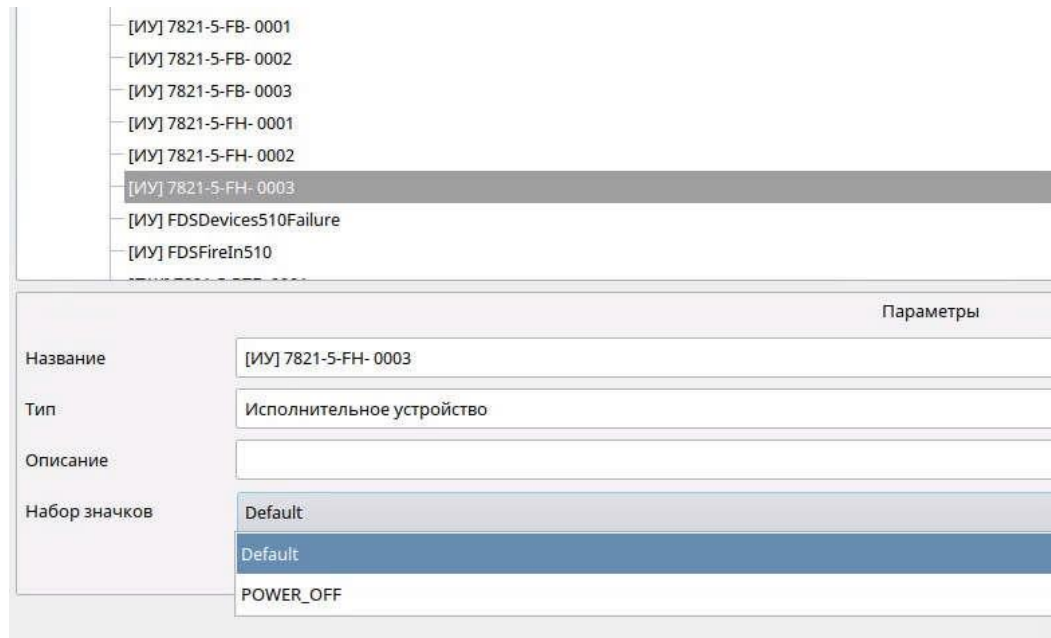 [ИУ] 7821-5-FB- 0001
[ИУ] 7821-5-FB- 0002
[ИУ] 7821-5-FB- 0003
[ИУ] 7821-5-FH- 0001
[ИУ] 7821-5-FH- 0002
[ИУ] 7821-5-FH- 0003
[ИУ] FDSDevices510Failure
[ИУ] FDSFireIn510
Параметры
Название [ИУ] 7821-5-FH- 0003
Тип Исполнительное устройство
Описание
Набор значков Default
Default
POWER_OFF